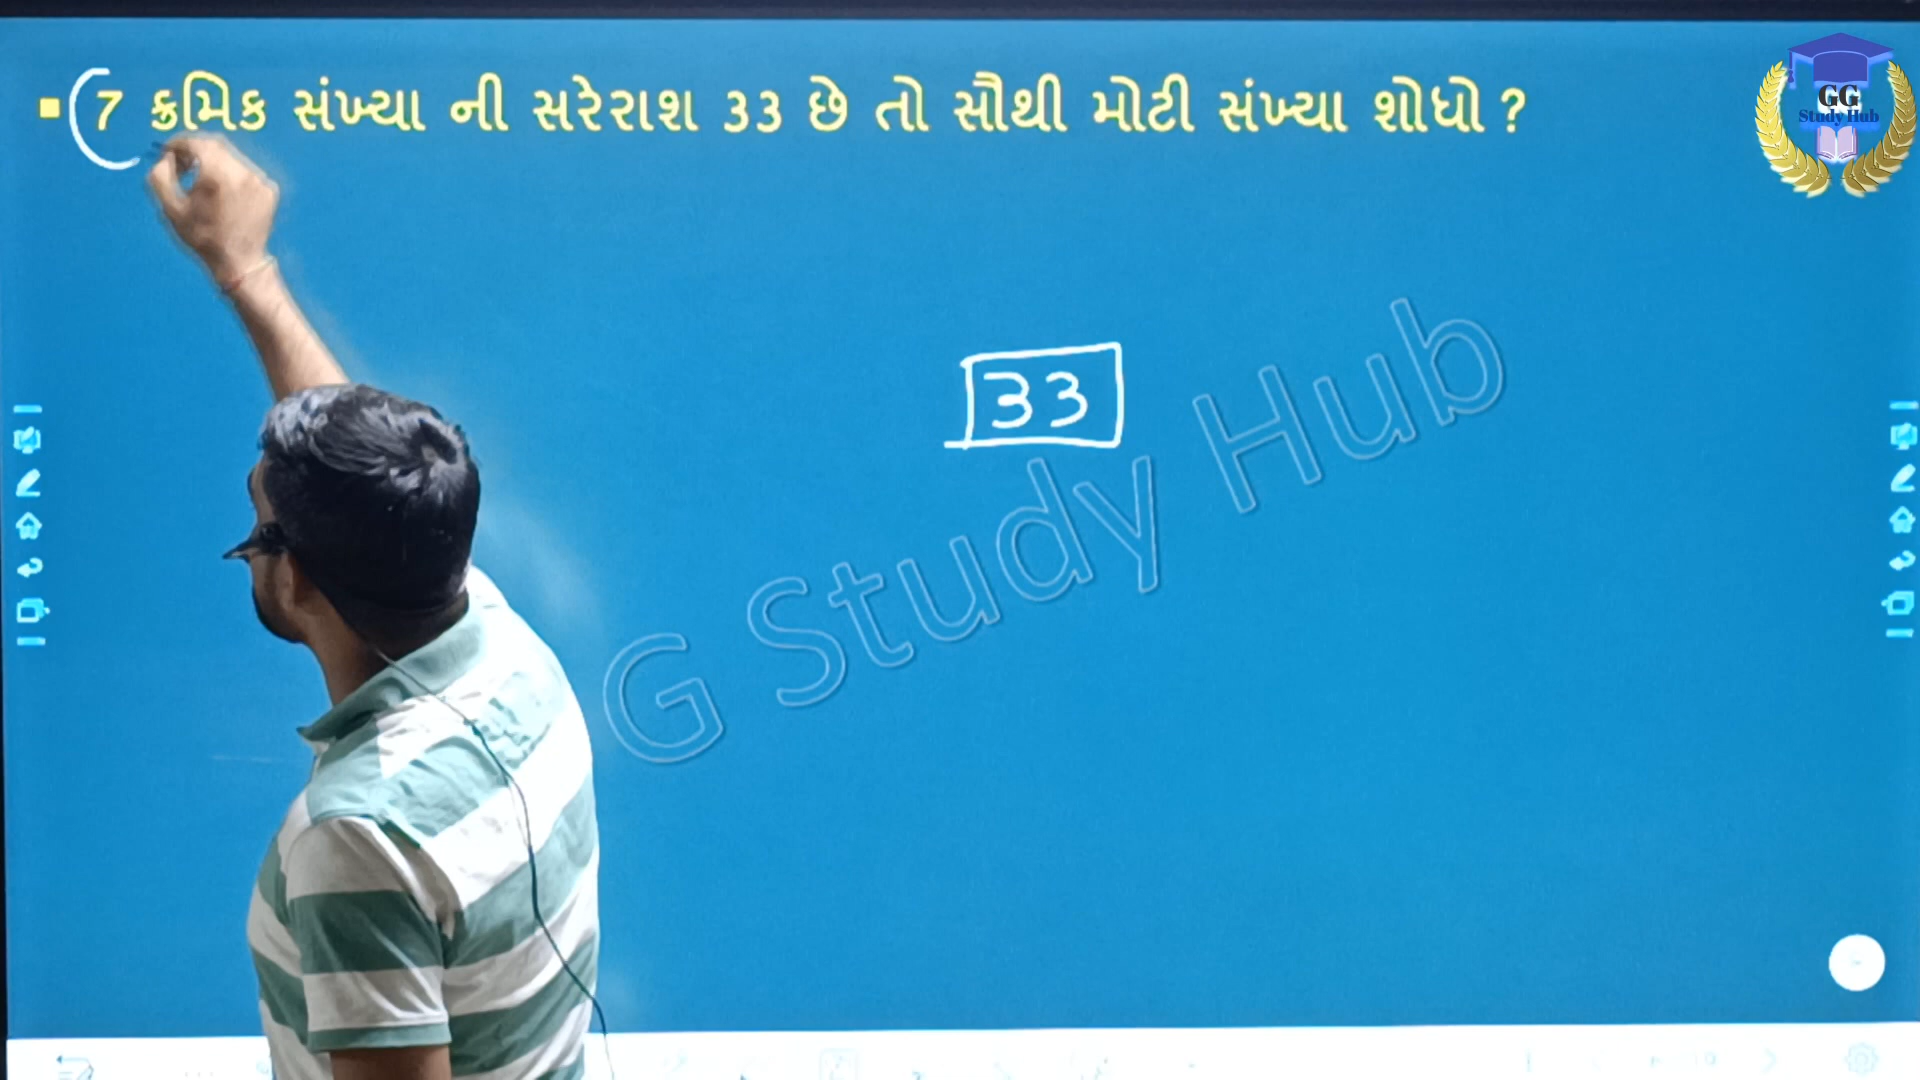 7 ક્રમિક સંખ્યા ની સરેરાશ 33 છે તો સૌથી મોટી સંખ્યા શોધો ?
GG
Study Hub
33
G Study Hub